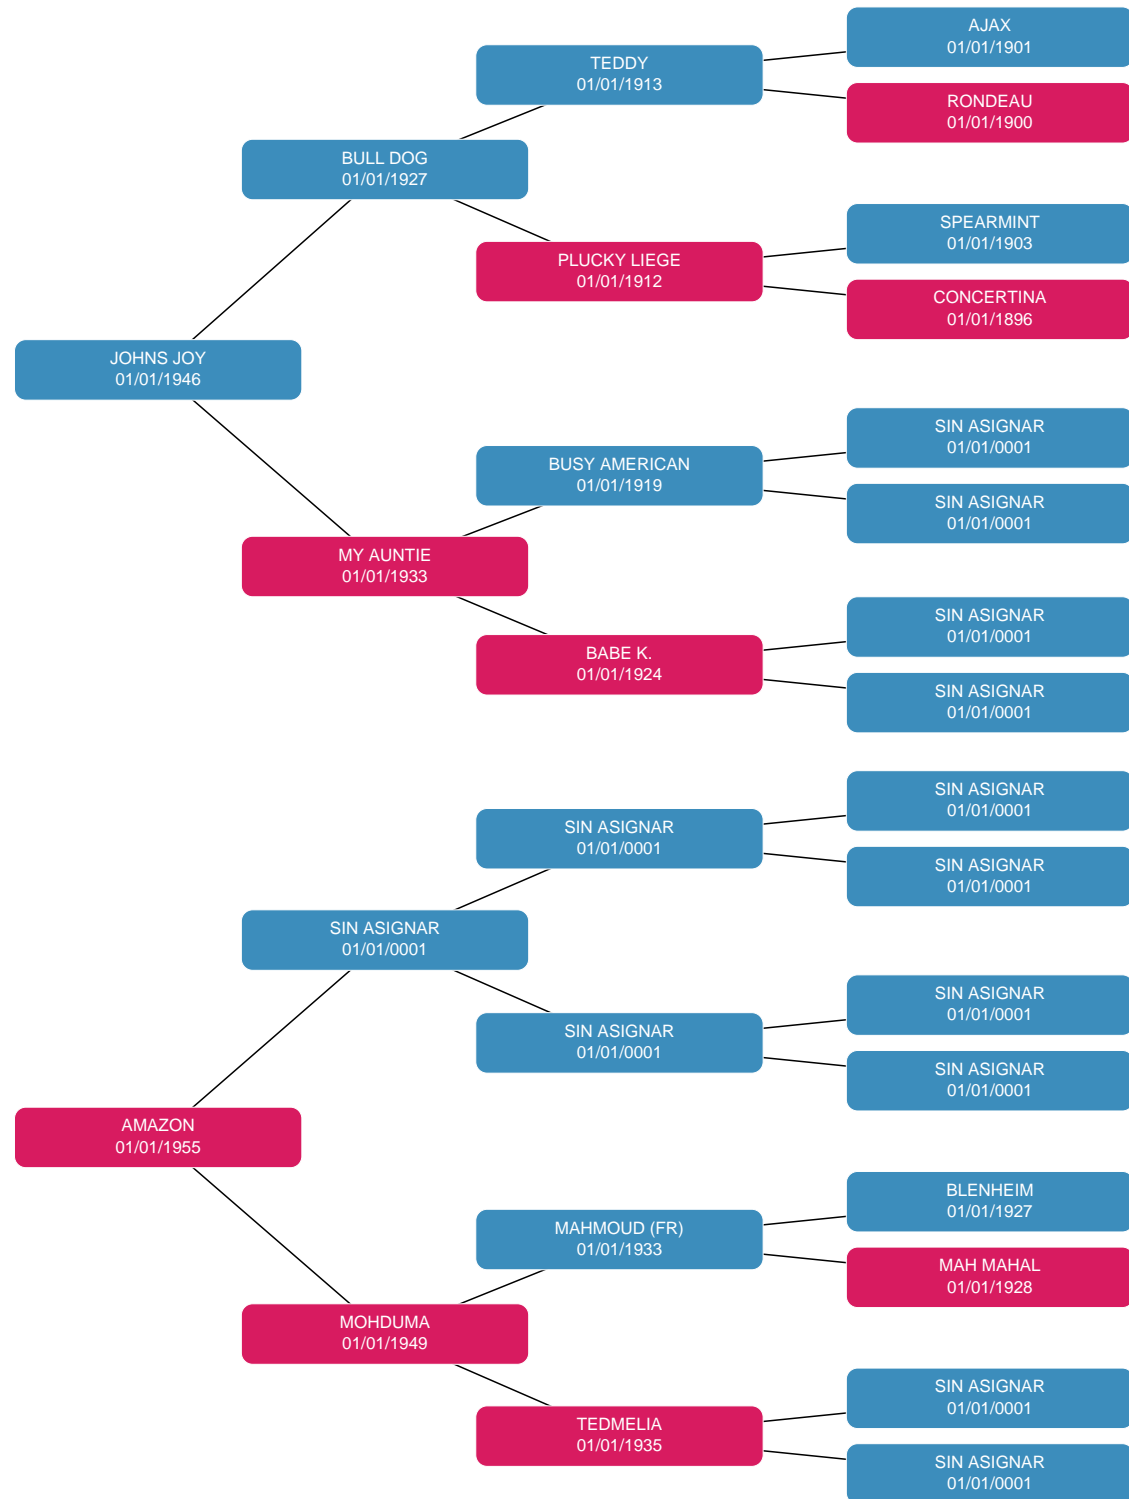 AJAX
01/01/1901
TEDDY
01/01/1913
RONDEAU
01/01/1900
BULL DOG
01/01/1927
SPEARMINT
01/01/1903
PLUCKY LIEGE
01/01/1912
CONCERTINA
01/01/1896
JOHNS JOY
01/01/1946
SIN ASIGNAR
01/01/0001
BUSY AMERICAN
01/01/1919
SIN ASIGNAR
01/01/0001
MY AUNTIE
01/01/1933
SIN ASIGNAR
01/01/0001
BABE K.
01/01/1924
SIN ASIGNAR
01/01/0001
SIN ASIGNAR
01/01/0001
SIN ASIGNAR
01/01/0001
SIN ASIGNAR
01/01/0001
SIN ASIGNAR
01/01/0001
SIN ASIGNAR
01/01/0001
SIN ASIGNAR
01/01/0001
SIN ASIGNAR
01/01/0001
AMAZON
01/01/1955
BLENHEIM
01/01/1927
MAHMOUD (FR)
01/01/1933
MAH MAHAL
01/01/1928
MOHDUMA
01/01/1949
SIN ASIGNAR
01/01/0001
TEDMELIA
01/01/1935
SIN ASIGNAR
01/01/0001